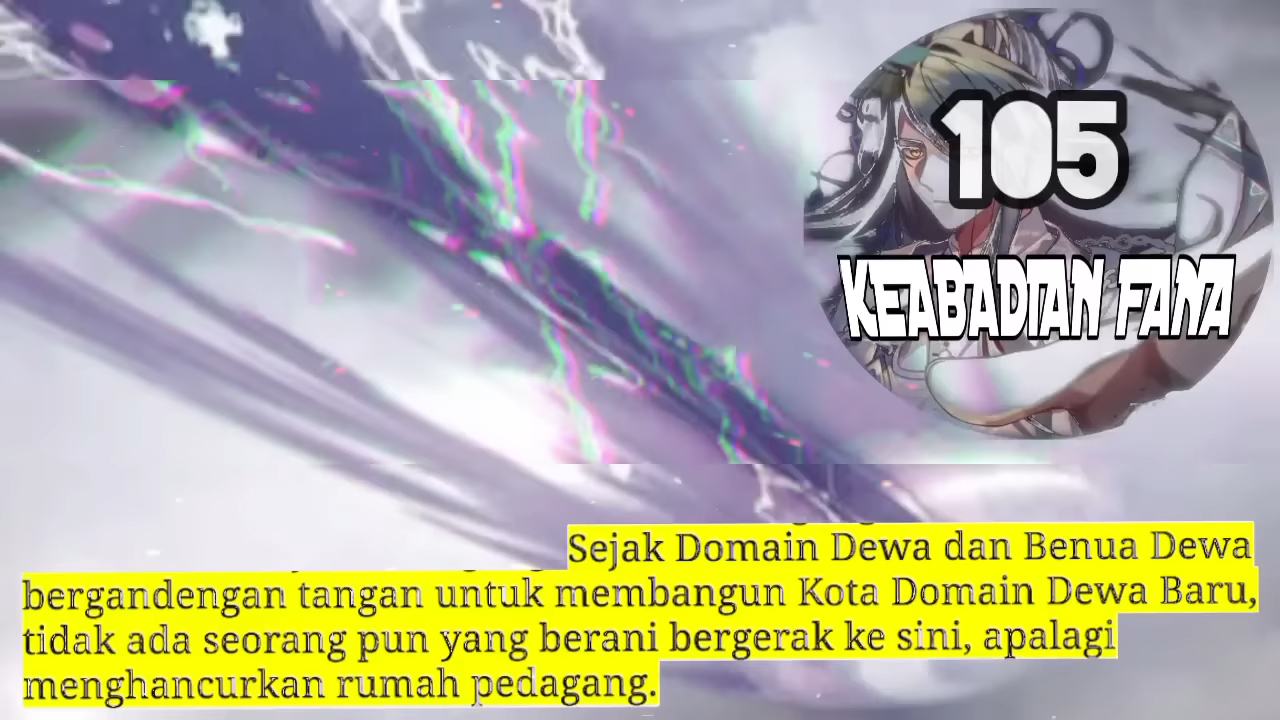 105
KEABADIAN FANA
Sejak Domain Dewa dan Benua Dewa
bergandengan tangan untuk membangun Kota Domain Dewa Baru,
tidak ada seorang pun yang berani bergerak ke sini, apalagi
menghancurkan rumah pedagang.